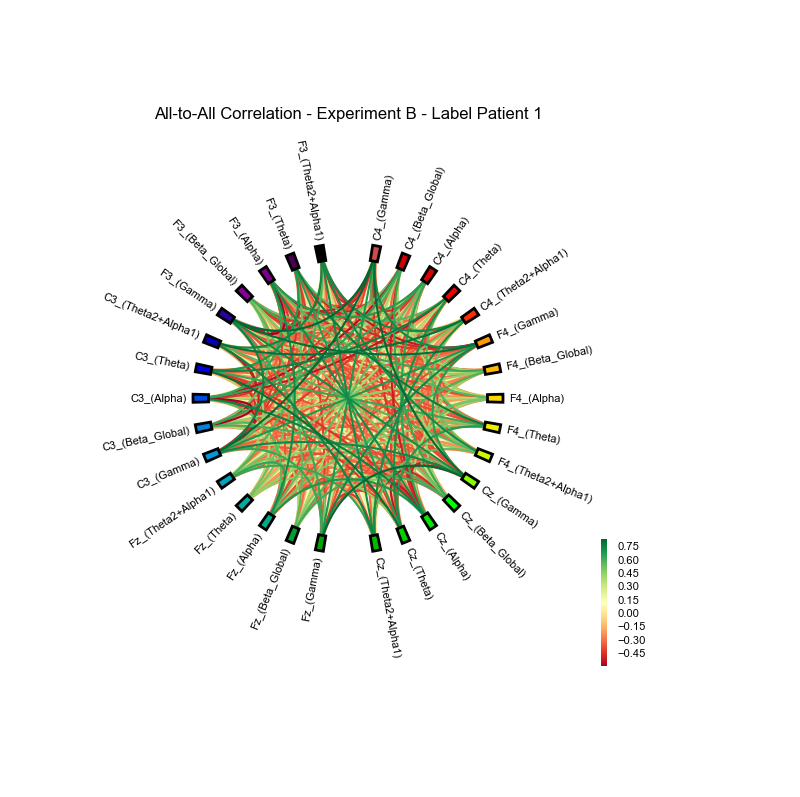 All-to-All Correlation - Experiment B - Label Patient 1
F3_(Theta2+Alpha1)
F3_(Theta)
F3_(Alpha)
F3_(Beta_Global)
F3_(Gamma)
C3_(Theta2+Alpha1)
C3_(Theta)
C3_(Alpha)
C3_(Beta_Global)
C3_(Gamma)
Fz_(Theta2+Alpha1)
Fz_(Theta)
Fz_(Alpha)
Fz_(Beta_Global)
Fz_(Gamma)
Cz_(Theta2+Alpha1)
Cz_(Theta)
Cz_(Alpha)
Cz_(Beta_Global)
Cz_(Gamma)
F4_(Theta2+Alpha1)
F4_(Theta)
F4_(Alpha)
F4_(Beta_Global)
F4_(Gamma)
C4_(Theta2+Alpha1)
C4_(Theta)
C4_(Alpha)
C4_(Beta_Global)
C4_(Gamma)
0.75
0.60
0.45
0.30
0.15
0.00
−0.15
−0.30
−0.45